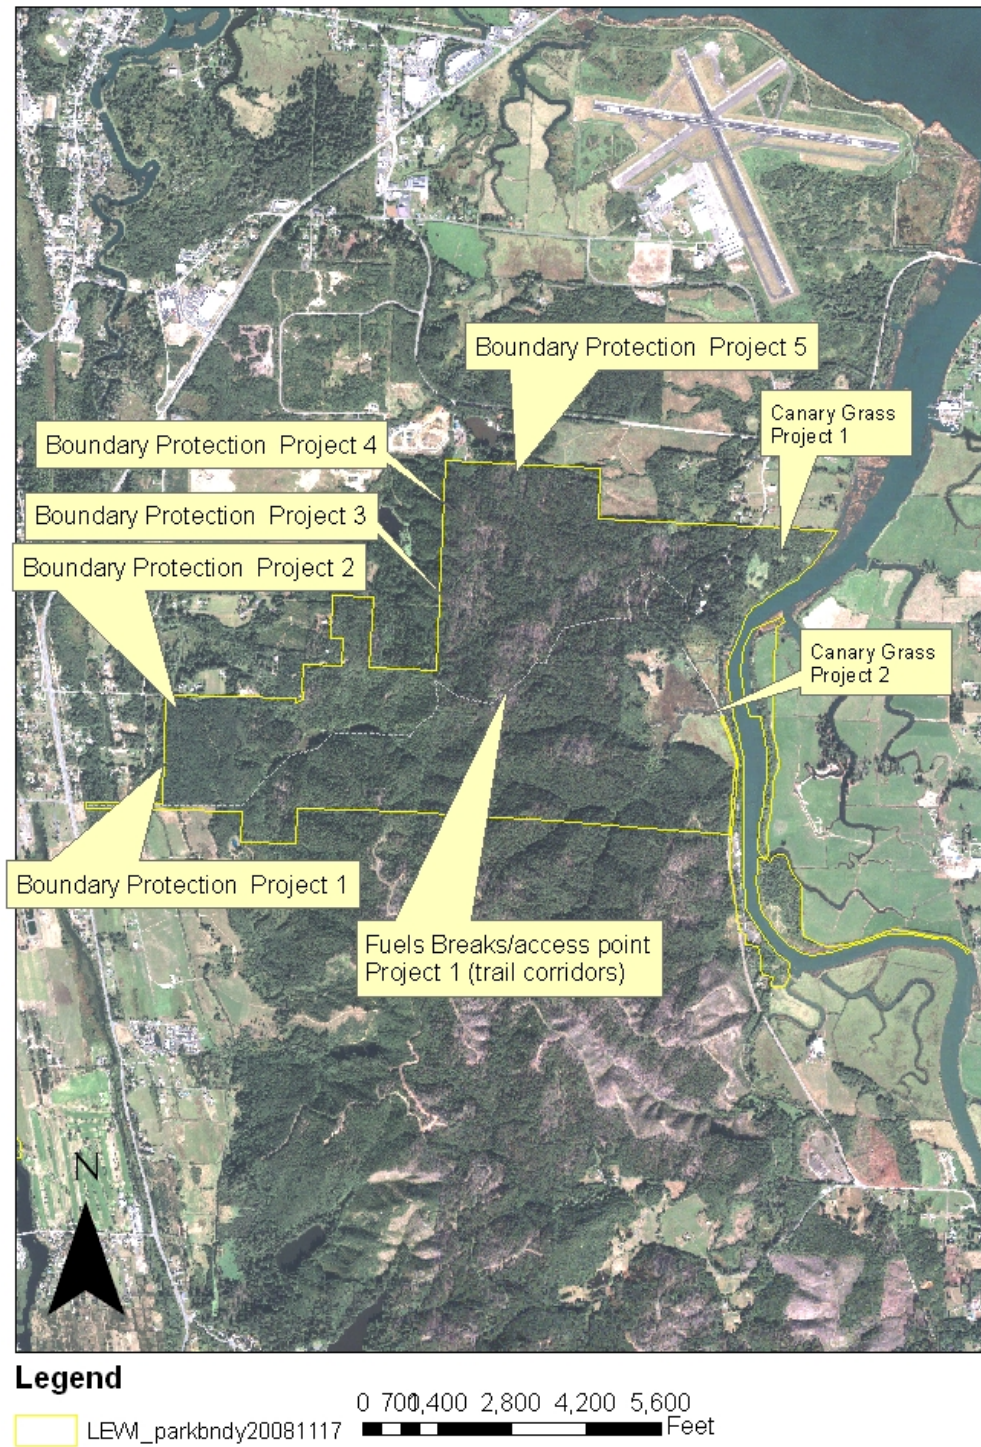 Boundary Protection Project 5
Canary Grass
Project 1
Boundary Protection Project 4
Boundary Protection Project 3
Boundary Protection Project 2
Canary Grass
Project 2
Boundary Protection Project 1
Fuels Breaks/access point
Project 1 (trail corridors)
N
Legend
LEWI_parkbndy20081117
0 700 1,400 2,800 4,200 5,600
Feet